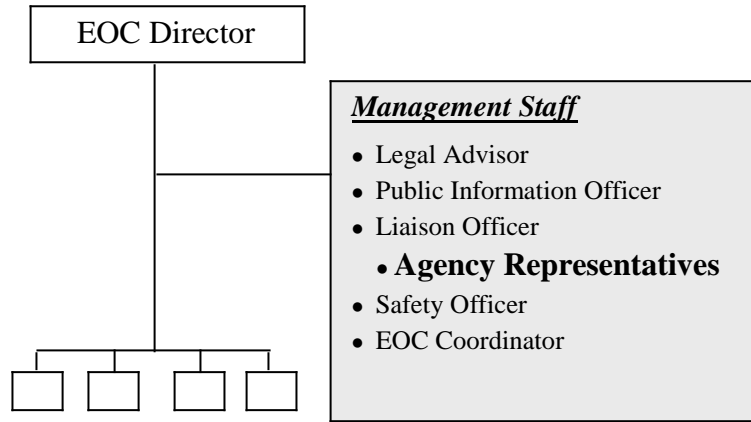 EOC Director
Management Staff
• Legal Advisor
• Public Information Officer
• Liaison Officer
• Agency Representatives
• Safety Officer
• EOC Coordinator